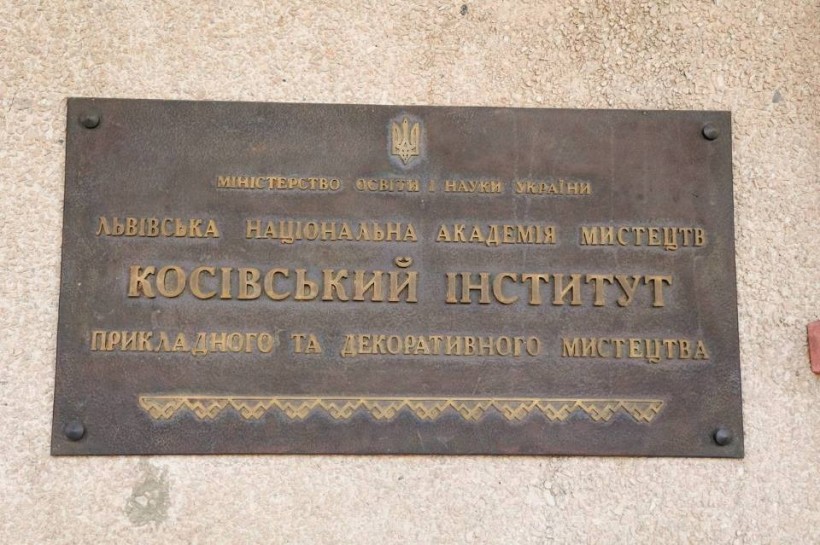 МІНІСТЕРСТВО ОСВІТИ І НАУКИ УКРАЇНИ
ЛЬВІВСЬКА НАЦІОНАЛЬНА АКАДЕМІЯ МИСТЕЦТВ
КОСІВСЬКИЙ ІНСТИТУТ
ПРИКЛАДНОГО ТА ДЕКОРАТИВНОГО МИСТЕЦТВА